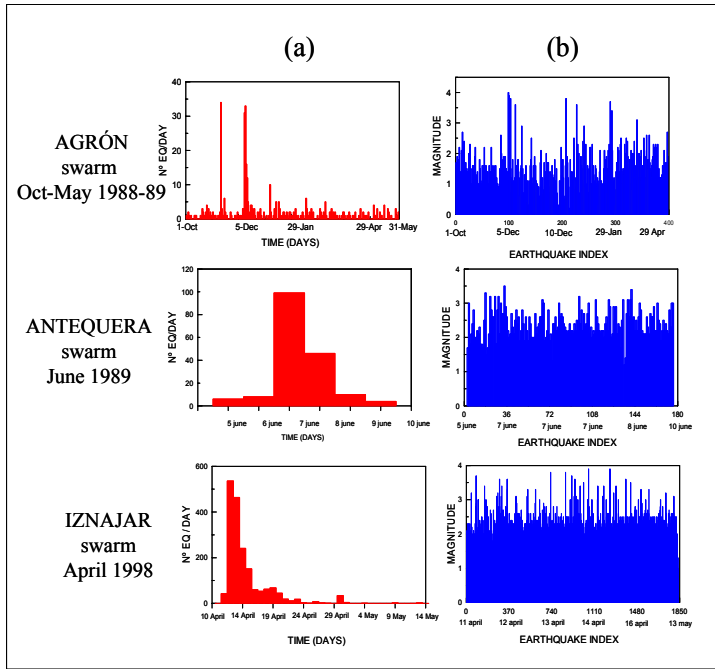 (a)
(b)
AGRÓN
swarm
Oct-May 1988-89
Nº EQ/DAY
40
30
20
10
0
1-Oct 5-Dec 29-Jan 29-Apr 31-May
TIME (DAYS)
MAGNITUDE
4
3
2
1
0
0 100 200 300 400
1-Oct 5-Dec 10-Dec 29-Jan 29 Apr
EARTHQUAKE INDEX
ANTEQUERA
swarm
June 1989
Nº EQ/DAY
120
100
80
60
40
20
0
5 june 6 june 7 june 8 june 9 june 10 june
TIME (DAYS)
MAGNITUDE
4
3
2
1
0
0 36 72 108 144 180
5 june 7 june 7 june 7 june 8 june 10 june
EARTHQUAKE INDEX
IZNAJAR
swarm
April 1998
Nº EQ / DAY
600
400
200
0
10 April 14 April 19 April 24 April 29 April 4 May 9 May 14 May
TIME (DAYS)
MAGNITUDE
4
3
2
1
0
0 370 740 1110 1480 1850
11 april 12 april 13 april 14 april 16 april 13 may
EARTHQUAKE INDEX